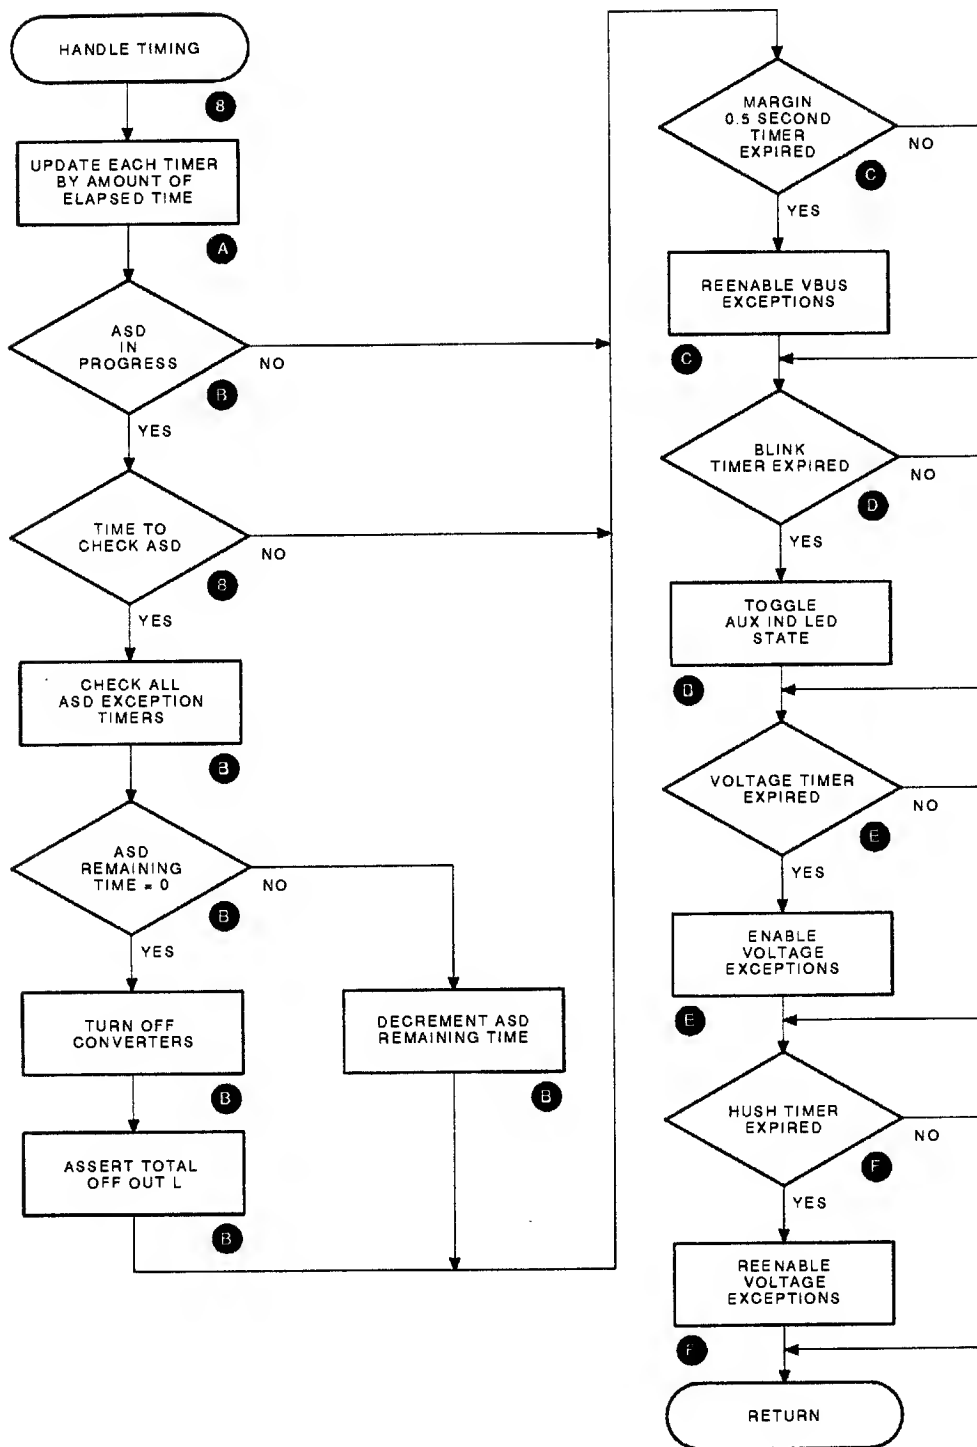 HANDLE TIMING
8
UPDATE EACH TIMER
BY AMOUNT OF
ELAPSED TIME
A
ASD
IN
PROGRESS
NO
B
YES
TIME TO
CHECK ASD
NO
8
YES
CHECK ALL
ASD EXCEPTION
TIMERS
B
ASD
REMAINING
TIME = 0
NO
B
YES
TURN OFF
CONVERTERS
B
DECREMENT ASD
REMAINING TIME
B
ASSERT TOTAL
OFF OUT L
B
MARGIN
0.5 SECOND
TIMER
EXPIRED
NO
C
YES
REENABLE VBUS
EXCEPTIONS
C
BLINK
TIMER EXPIRED
NO
D
YES
TOGGLE
AUX IND LED
STATE
D
VOLTAGE TIMER
EXPIRED
NO
E
YES
ENABLE
VOLTAGE
EXCEPTIONS
E
HUSH TIMER
EXPIRED
NO
F
YES
REENABLE
VOLTAGE
EXCEPTIONS
F
RETURN